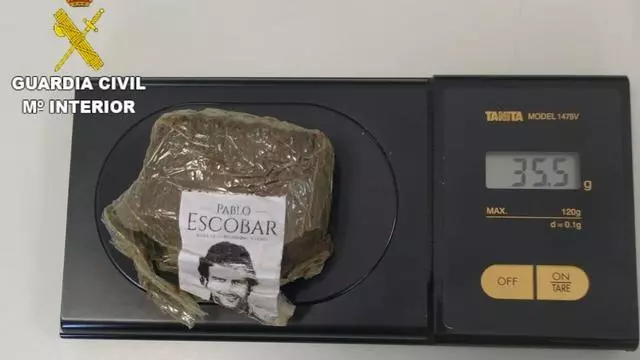 GUARDIA CIVIL
Mº INTERIOR
TANITA MODEL 1479V
35.5 g
MAX. 120g
d = 0.1g
OFF
ON
TARE
PABLO
ESCOBAR